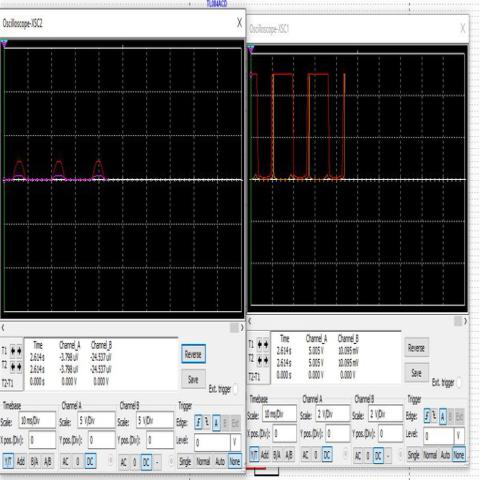 TL084ACD
Oscilloscope-XSC2
Time Channel_A Channel_B
T1 2.614 s -3.798 uV -24.537 uV
T2 2.614 s -3.798 uV -24.537 uV
T2-T1 0.000 s 0.000 V 0.000 V
Reverse
Save
Ext. trigger
Timebase Channel A Channel B Trigger
Scale: 10 ms/Div Scale: 5 V/Div Scale: 5 V/Div Edge: A B Ext
X pos.(Div): 0 Y pos.(Div): 0 Y pos.(Div): 0 Level: 0 V
Y/T Add B/A A/B AC 0 DC AC 0 DC - Single Normal Auto None
Oscilloscope-XSC1
Time Channel_A Channel_B
T1 2.614 s 5.005 V 10.095 mV
T2 2.614 s 5.005 V 10.095 mV
T2-T1 0.000 s 0.000 V 0.000 V
Reverse
Save
Ext. trigger
Timebase Channel A Channel B Trigger
Scale: 10 ms/Div Scale: 2 V/Div Scale: 2 V/Div Edge: A B Ext
X pos.(Div): 0 Y pos.(Div): 0 Y pos.(Div): 0 Level: 0 V
Y/T Add B/A A/B AC 0 DC AC 0 DC - Single Normal Auto None